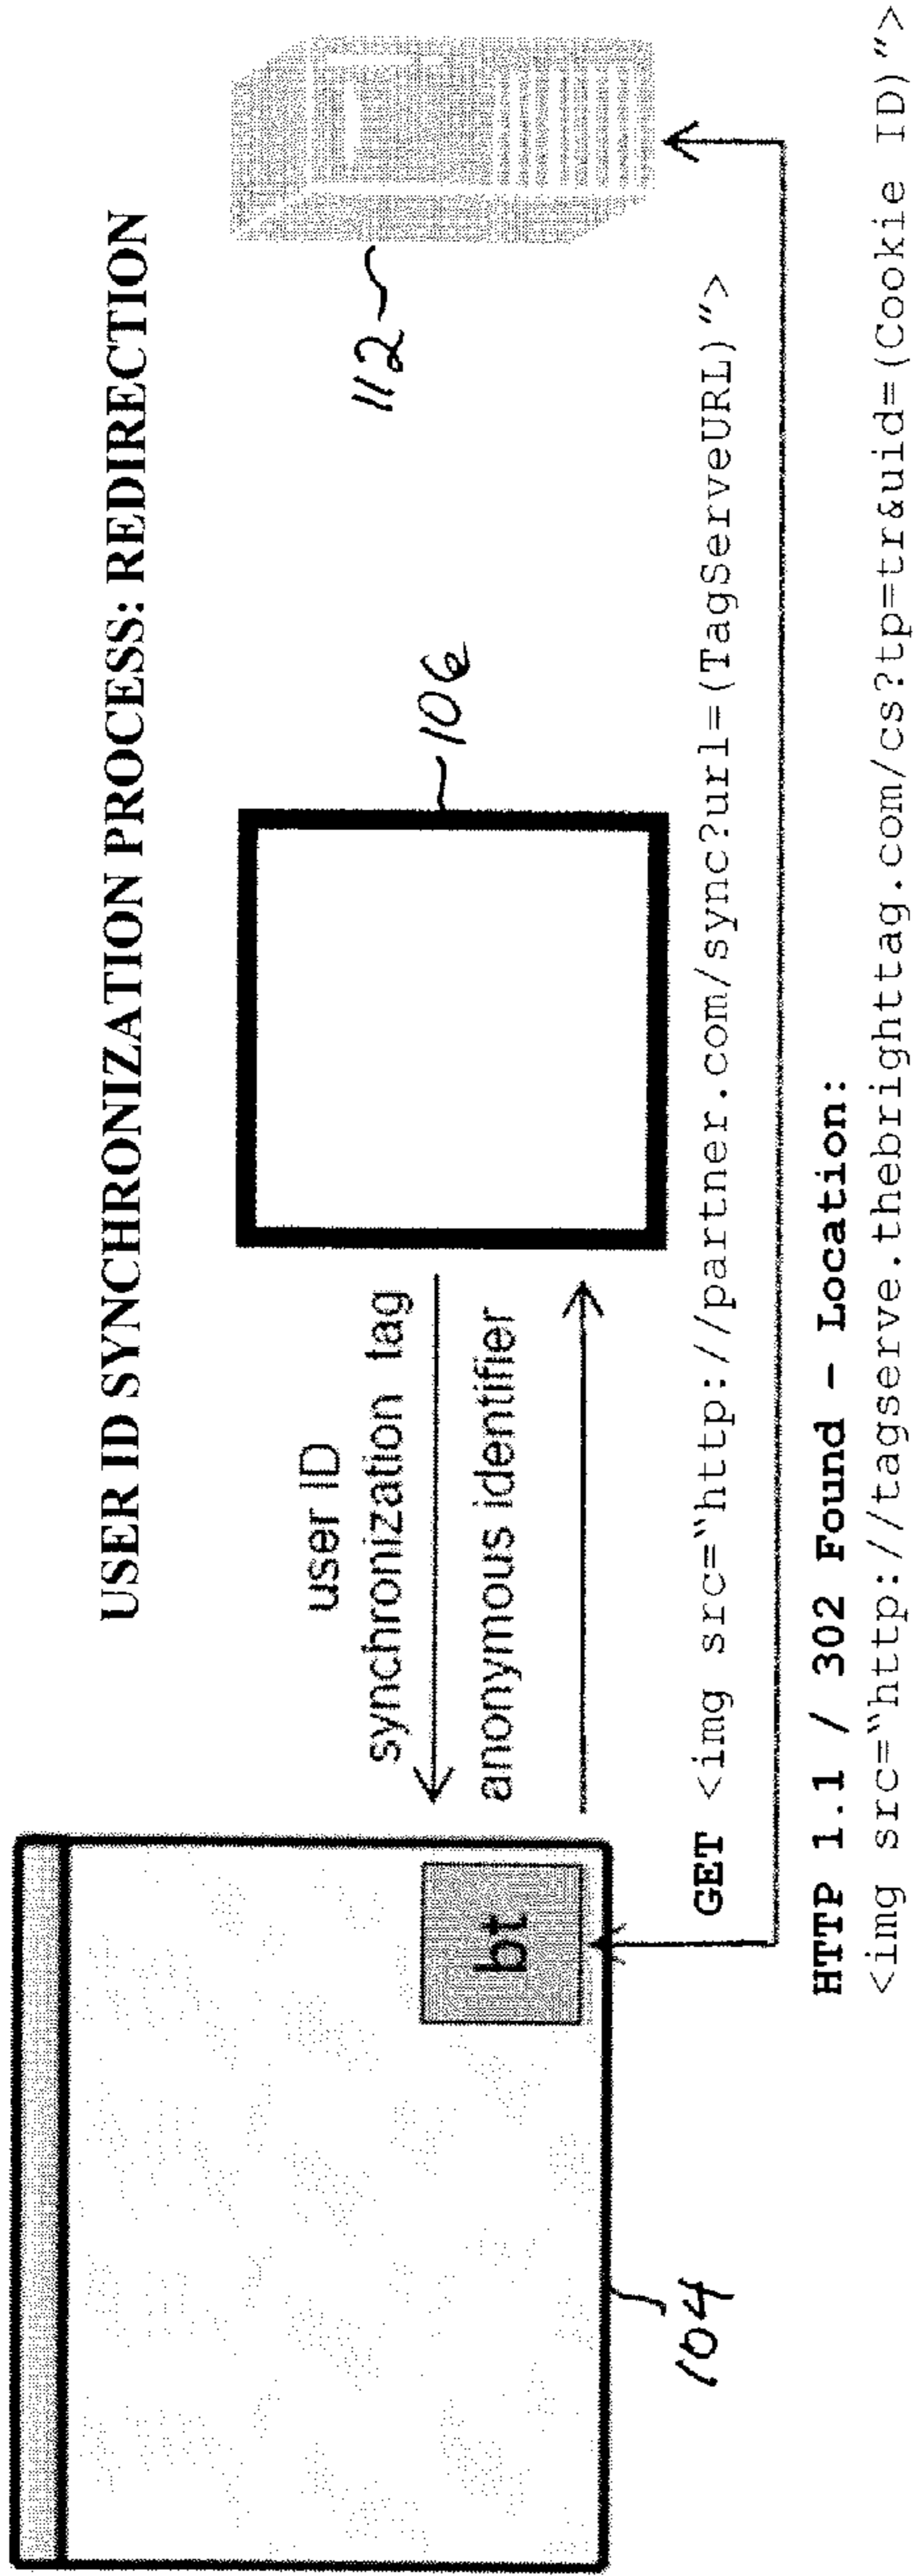 USER ID SYNCHRONIZATION PROCESS: REDIRECTION
user ID
synchronization tag
anonymous identifier
bt
104
106
112
GET <img src="http://partner.com/sync?url=(TagServeURL)">
HTTP 1.1 / 302 Found - Location:
<img src="http://tagserve.thebrighttag.com/cs?tp=tr&uid=(Cookie ID)">